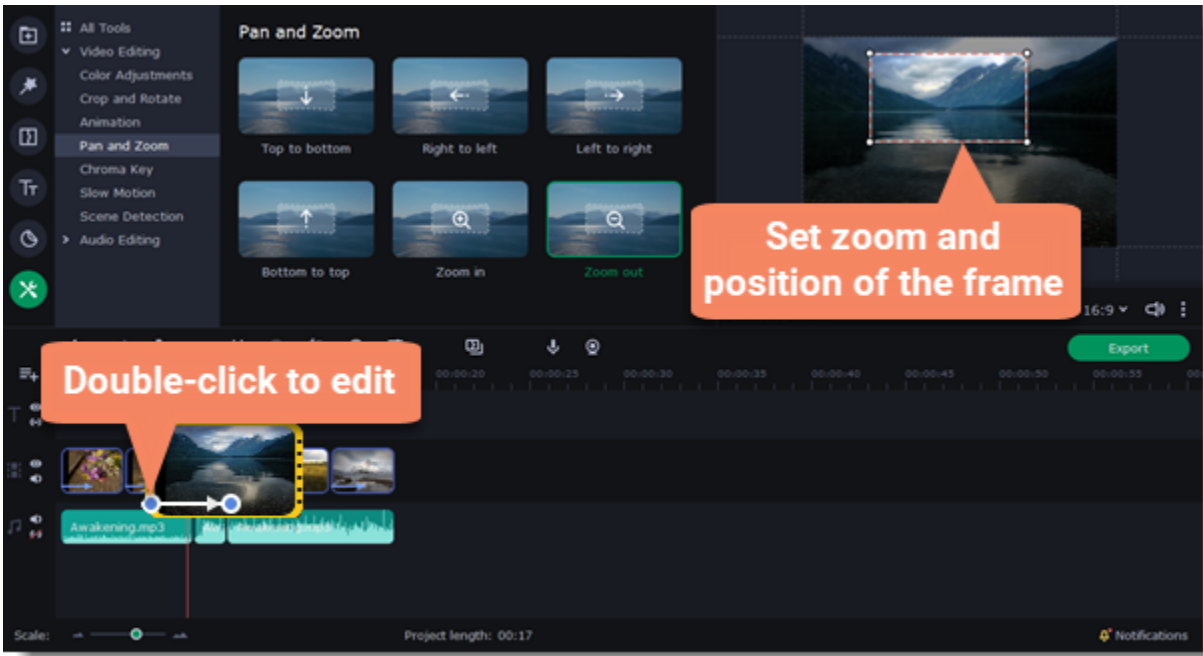 All Tools
Video Editing
Color Adjustments
Crop and Rotate
Animation
Pan and Zoom
Chroma Key
Slow Motion
Scene Detection
Audio Editing
Pan and Zoom
Top to bottom
Right to left
Left to right
Bottom to top
Zoom in
Zoom out
Set zoom and
position of the frame
16:9
Export
Double-click to edit
00:00:20 00:00:25 00:00:30 00:00:35 00:00:40 00:00:45 00:00:50 00:00:55
Awakening.mp3
Scale:
Project length: 00:17
Notifications